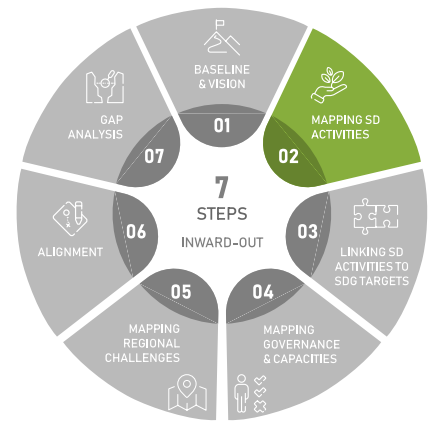 BASELINE
& VISION
01
MAPPING SD
ACTIVITIES
02
LINKING SD
ACTIVITIES TO
SDG TARGETS
03
MAPPING
GOVERNANCE
& CAPACITIES
04
MAPPING
REGIONAL
CHALLENGES
05
ALIGNMENT
06
GAP
ANALYSIS
07
7
STEPS
INWARD-OUT